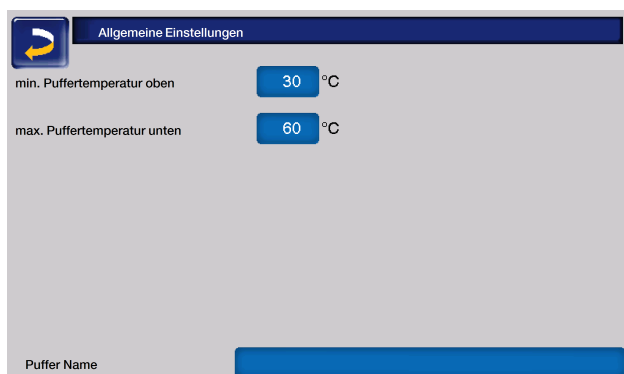 Allgemeine Einstellungen
min. Puffertemperatur oben 30 °C
max. Puffertemperatur unten 60 °C
Puffer Name